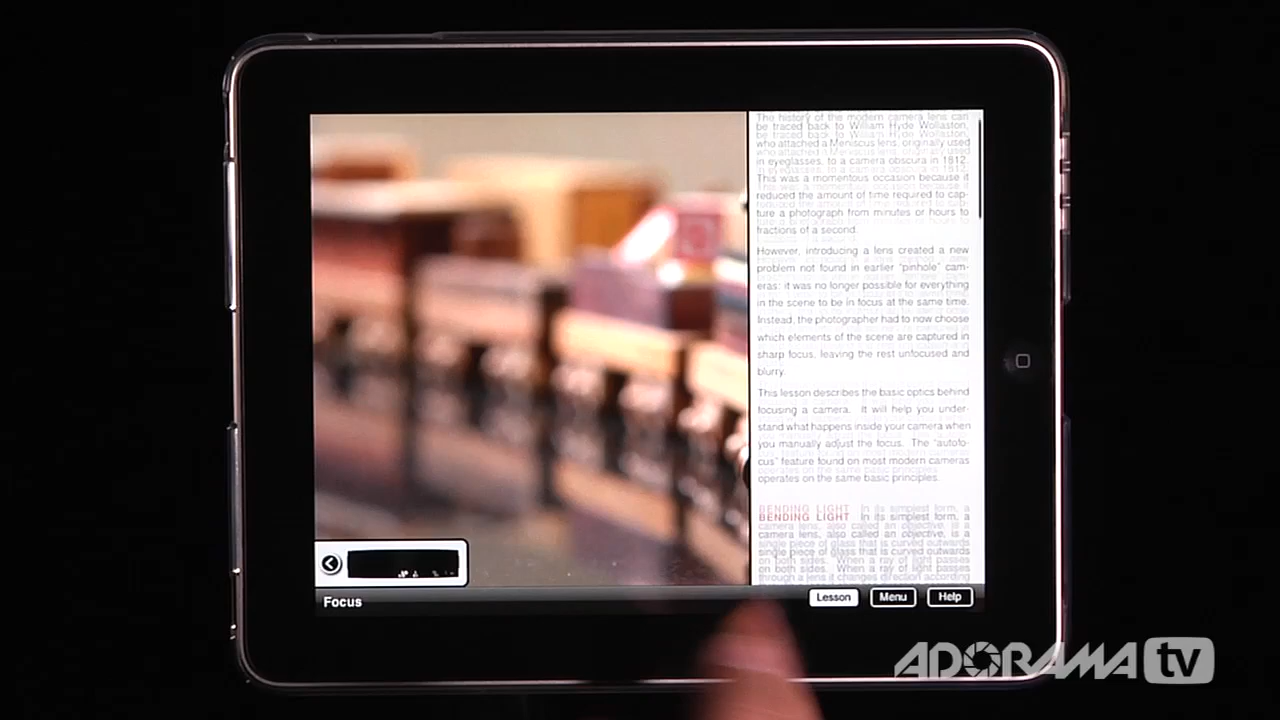 The history of the modern camera lens can
be traced back to William Hyde Wollaston,
who attached a Meniscus lens, originally used
in eyeglasses, to a camera obscura in 1812.
This was a momentous occasion because it
reduced the amount of time required to cap-
ture a photograph from minutes or hours to
fractions of a second.
However, introducing a lens created a new
problem not found in earlier "pinhole" cam-
eras: it was no longer possible for everything
in the scene to be in focus at the same time.
Instead, the photographer had to now choose
which elements of the scene are captured in
sharp focus, leaving the rest unfocused and
blurry.
This lesson describes the basic optics behind
focusing a camera. It will help you under-
stand what happens inside your camera when
you manually adjust the focus. The "autofo-
cus" feature found on most modern cameras
operates on the same basic principles.
BENDING LIGHT In its simplest form, a
camera lens, also called an objective, is a
single piece of glass that is curved outwards
on both sides. When a ray of light passes
through a lens it changes direction according
Focus
Lesson
Menu
Help
ADORAMA tv